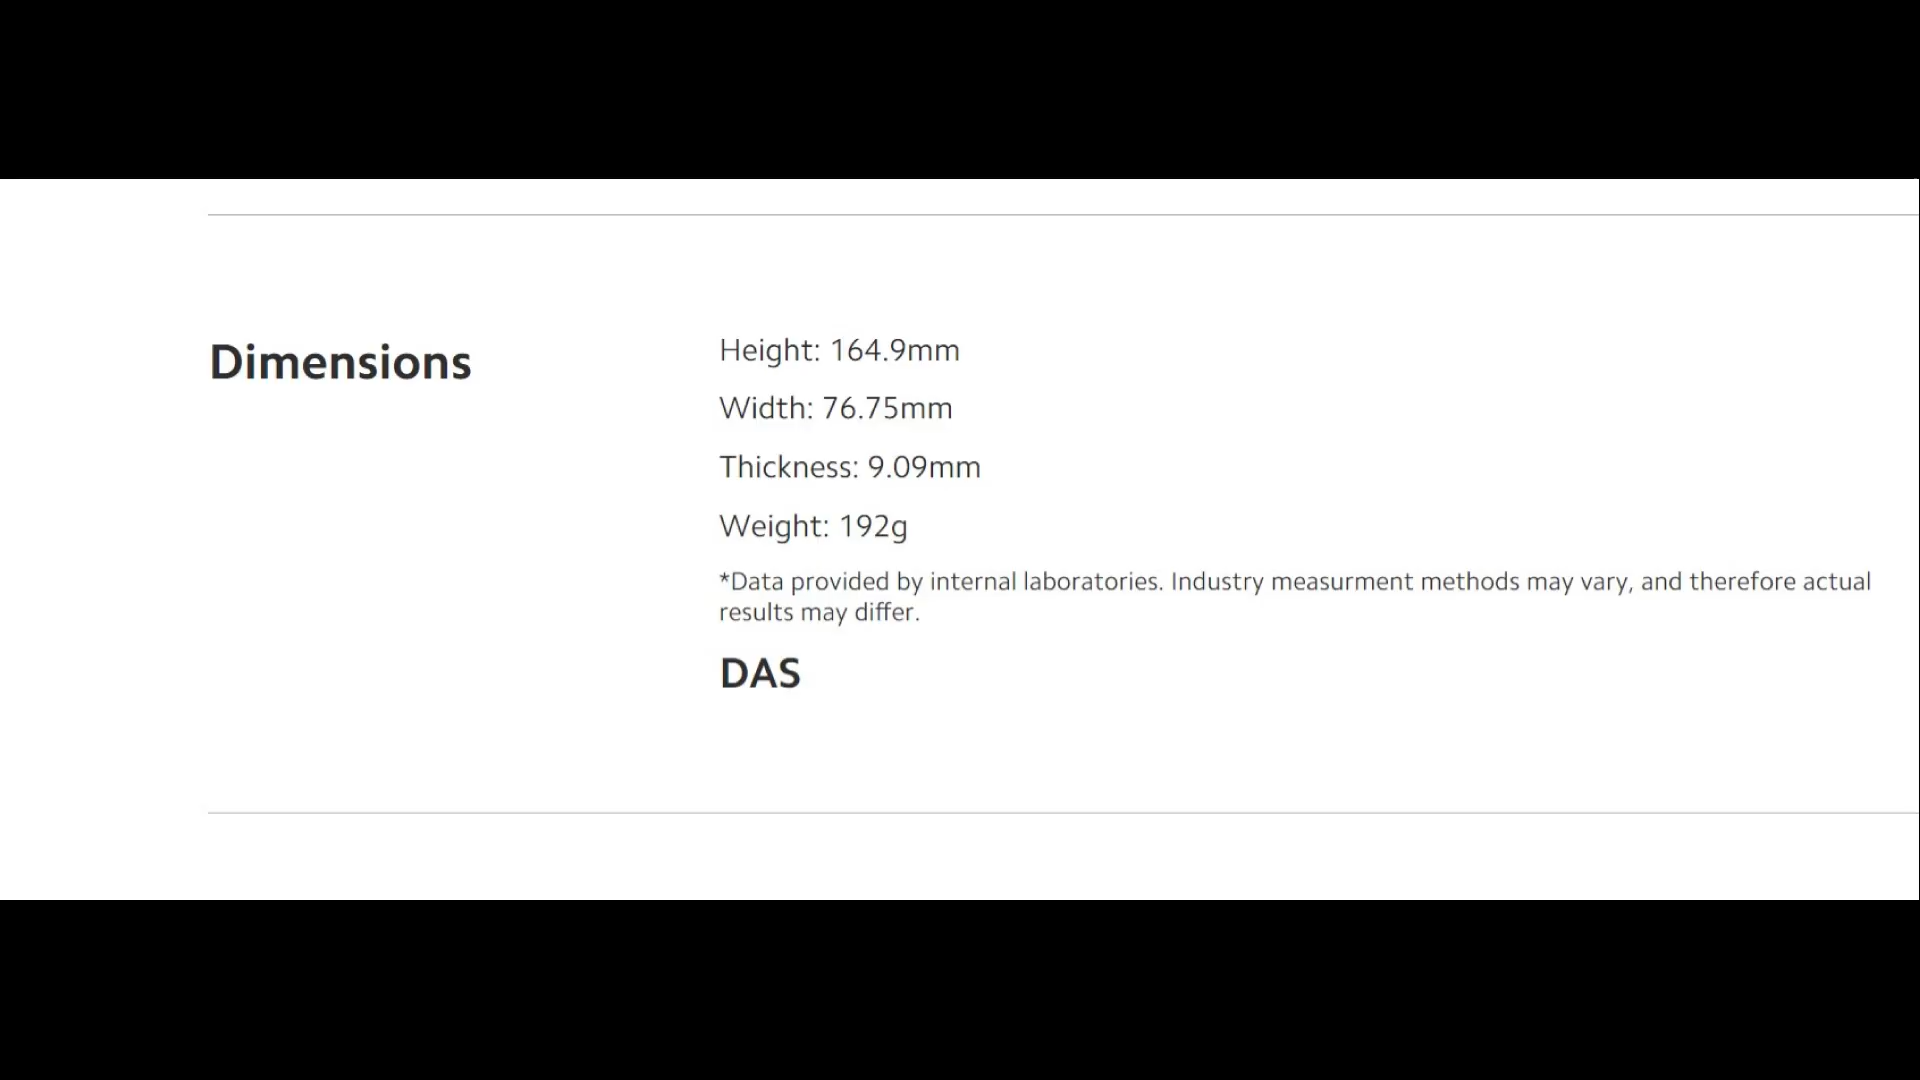 Dimensions
Height: 164.9mm
Width: 76.75mm
Thickness: 9.09mm
Weight: 192g
*Data provided by internal laboratories. Industry measurment methods may vary, and therefore actual
results may differ.
DAS